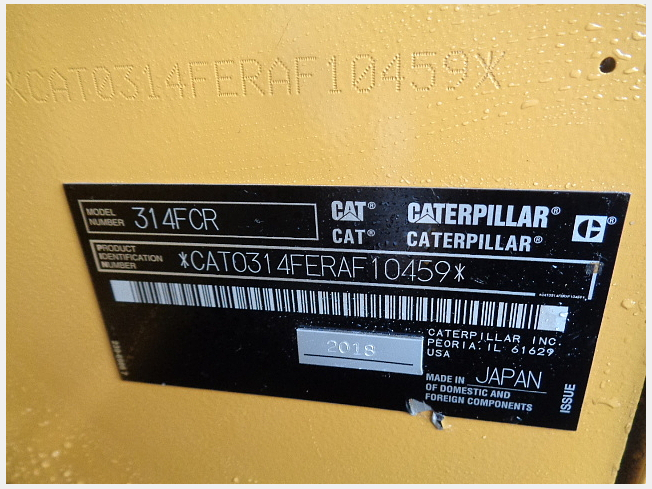 *CAT0314FERAF10459*
MODEL NUMBER 314FCR
CAT® CATERPILLAR®
CAT® CATERPILLAR®
PRODUCT IDENTIFICATION NUMBER *CAT0314FERAF10459*
2018
CATERPILLAR INC.
PEORIA. IL 61629
USA
MADE IN JAPAN
OF DOMESTIC AND
FOREIGN COMPONENTS
ISSUE